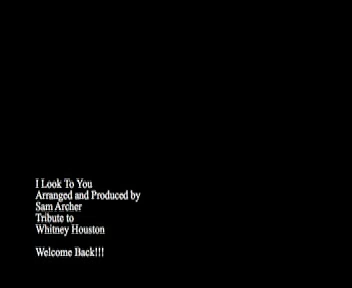 I Look To You
Arranged and Produced by
Sam Archer
Tribute to
Whitney Houston
Welcome Back!!!